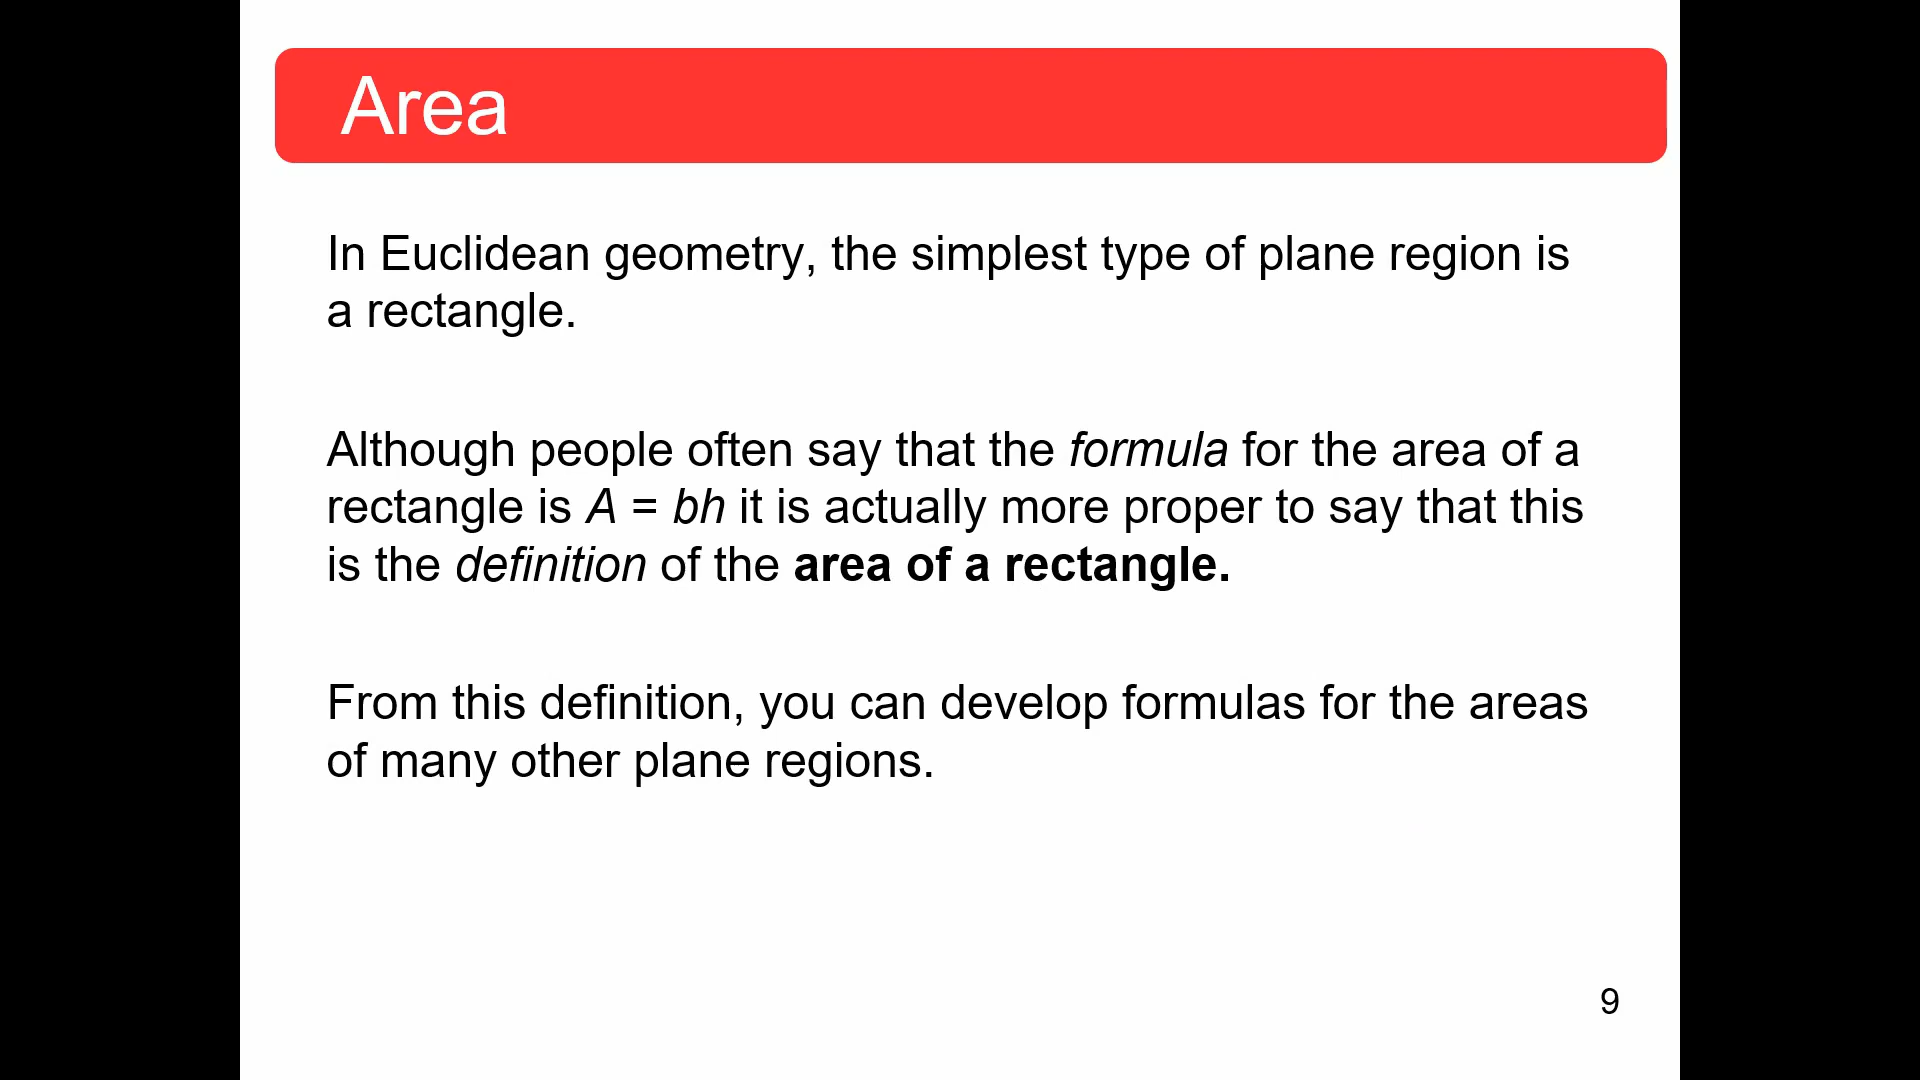 Area
In Euclidean geometry, the simplest type of plane region is
a rectangle.
Although people often say that the formula for the area of a
rectangle is A = bh it is actually more proper to say that this
is the definition of the area of a rectangle.
From this definition, you can develop formulas for the areas
of many other plane regions.
9